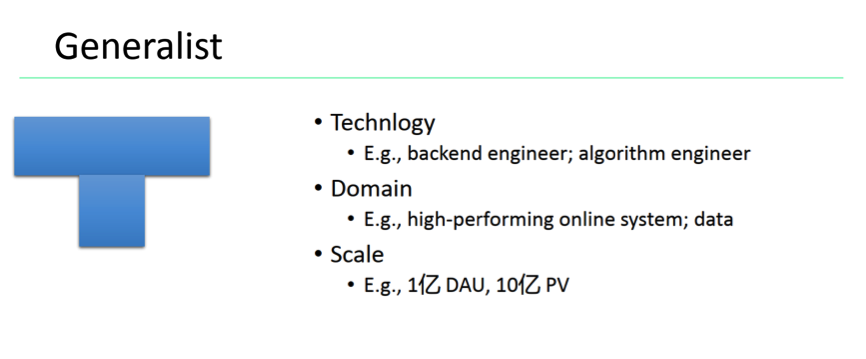 Generalist
• Technlogy
• E.g., backend engineer; algorithm engineer
• Domain
• E.g., high-performing online system; data
• Scale
• E.g., 1亿 DAU, 10亿 PV